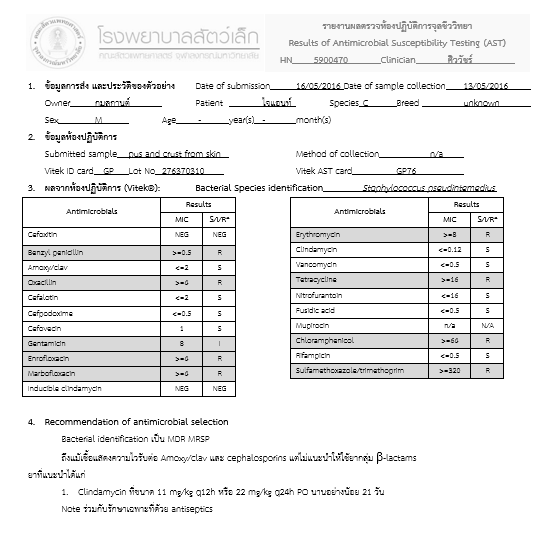 โรงพยาบาลสัตว์เล็ก
คณะสัตวแพทยศาสตร์ จุฬาลงกรณ์มหาวิทยาลัย
รายงานผลตรวจห้องปฏิบัติการจุลชีววิทยา
Results of Antimicrobial Susceptibility Testing (AST)
HN 5900470 Clinician ศิววัชร์
1. ข้อมูลการส่ง และประวัติของตัวอย่าง Date of submission 16/05/2016 Date of sample collection 13/05/2016
Owner กมลกานต์ Patient ไจแอนท์ Species C Breed unknown
Sex M Age - year(s) - month(s)
2. ข้อมูลห้องปฏิบัติการ
Submitted sample pus and crust from skin Method of collection n/a
Vitek ID card GP Lot No 276370310 Vitek AST card GP76
3. ผลจากห้องปฏิบัติการ (Vitek®): Bacterial Species identification Staphylococcus pseudintemedius
Antimicrobials Results
MIC S/I/R*
Cefoxitin NEG NEG
Benzyl penicillin >=0.5 R
Amoxy/clav <=2 S
Oxacillin >=6 R
Cefalotin <=2 S
Cefpodoxime <=0.5 S
Cefovecin 1 S
Gentamicin 8 I
Enrofloxacin >=6 R
Marbofloxacin >=6 R
Inducible clindamycin NEG NEG
Antimicrobials Results
MIC S/I/R*
Erythromycin >=8 R
Clindamycin <=0.12 S
Vancomycin <=0.5 S
Tetracycline >=16 R
Nitrofurantoin <=16 S
Fusidic acid <=0.5 S
Mupirocin n/a N/A
Chloramphenicol >=66 R
Rifampicin <=0.5 S
Sulfamethoxazole/trimethoprim >=320 R
4. Recommendation of antimicrobial selection
Bacterial identification เป็น MDR MRSP
ถึงแม้เชื้อแสดงความไวรับต่อ Amoxy/clav และ cephalosporins แต่ไม่แนะนำให้ใช้ยากลุ่ม β-lactams
ยาที่แนะนำได้แก่
1. Clindamycin ที่ขนาด 11 mg/kg q12h หรือ 22 mg/kg q24h PO นานอย่างน้อย 21 วัน
Note ร่วมกับรักษาเฉพาะที่ด้วย antiseptics